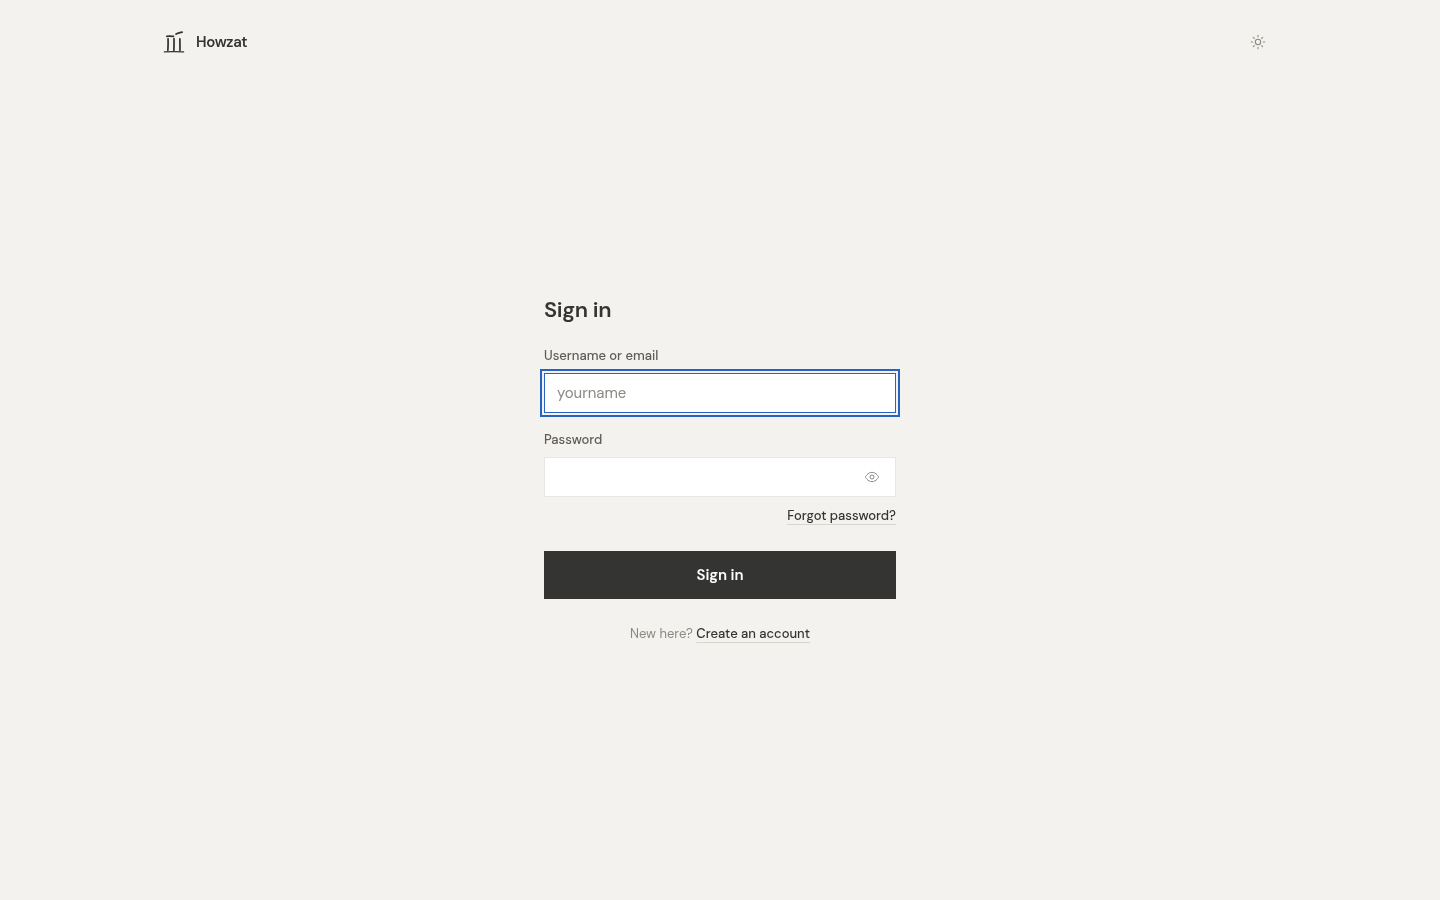 Howzat
Sign in
Username or email
yourname
Password
Forgot password?
Sign in
New here? Create an account